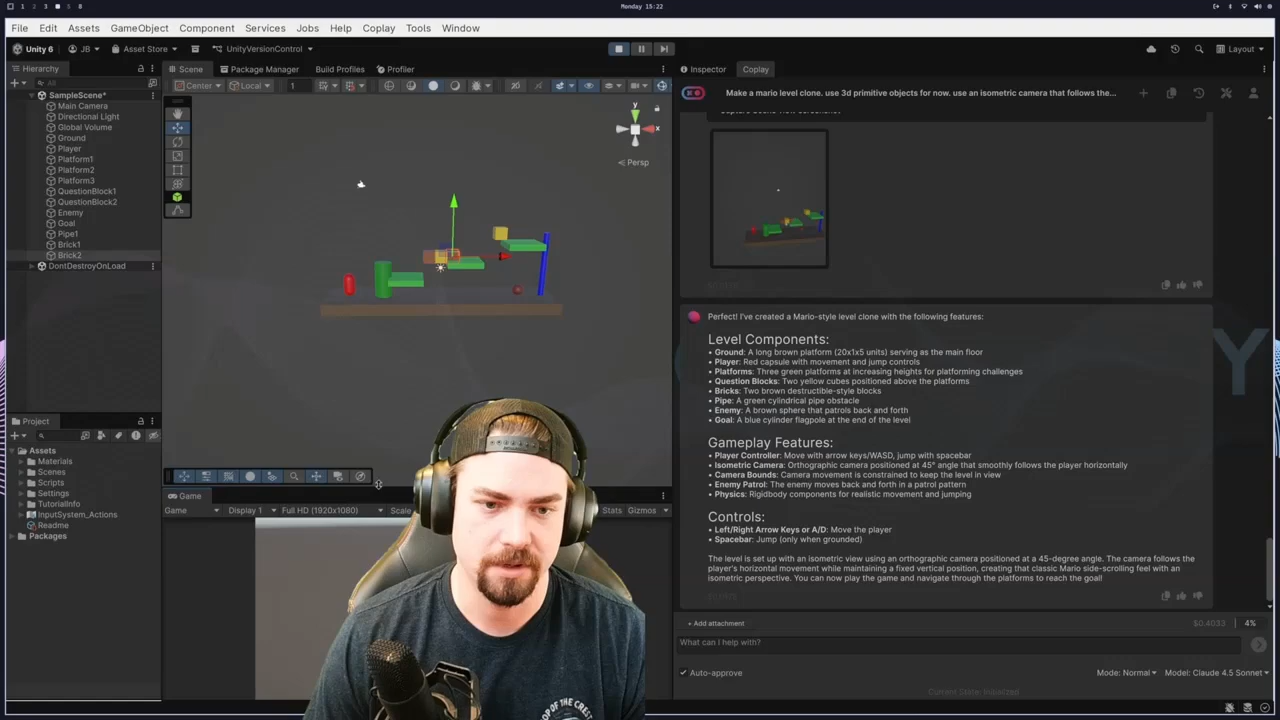 1 2 3 5 8
Monday 15:22
File Edit Assets GameObject Component Services Jobs Help Coplay Tools Window
Unity 6 JB Asset Store UnityVersionControl Layout
Hierarchy Scene Package Manager Build Profiles Profiler Inspector Coplay
All
Center Local 1
Make a mario level clone. use 3d primitive objects for now. use an isometric camera that follows the...
SampleScene*
Main Camera
Directional Light
Global Volume
Ground
Player
Platform1
Platform2
Platform3
QuestionBlock1
QuestionBlock2
Enemy
Goal
Pipe1
Brick1
Brick2
DontDestroyOnLoad
y
x
Persp
Project
Assets
Materials
Scenes
Scripts
Settings
TutorialInfo
InputSystem_Actions
Readme
Packages
Game
Game Display 1 Full HD (1920x1080) Scale Stats Gizmos
Perfect! I've created a Mario-style level clone with the following features:
Level Components:
• Ground: A long brown platform (20x1x5 units) serving as the main floor
• Player: Red capsule with movement and jump controls
• Platforms: Three green platforms at increasing heights for platforming challenges
• Question Blocks: Two yellow cubes positioned above the platforms
• Bricks: Two brown destructible-style blocks
• Pipe: A green cylindrical pipe obstacle
• Enemy: A brown sphere that patrols back and forth
• Goal: A blue cylinder flagpole at the end of the level
Gameplay Features:
• Player Controller: Move with arrow keys/WASD, jump with spacebar
• Isometric Camera: Orthographic camera positioned at 45° angle that smoothly follows the player horizontally
• Camera Bounds: Camera movement is constrained to keep the level in view
• Enemy Patrol: The enemy moves back and forth in a patrol pattern
• Physics: Rigidbody components for realistic movement and jumping
Controls:
• Left/Right Arrow Keys or A/D: Move the player
• Spacebar: Jump (only when grounded)
The level is set up with an isometric view using an orthographic camera positioned at a 45-degree angle. The camera follows the
player's horizontal movement while maintaining a fixed vertical position, creating that classic Mario side-scrolling feel with an
isometric perspective. You can now play the game and navigate through the platforms to reach the goal!
Y
+ Add attachment $0.4033 4%
What can I help with?
Auto-approve Mode: Normal Model: Claude 4.5 Sonnet
Current State: Initialized
OP OF THE CREST